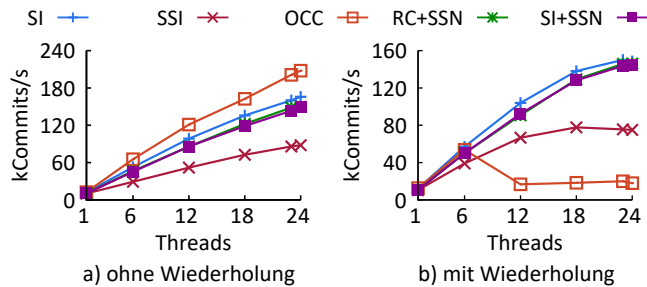 SI SSI OCC RC+SSN SI+SSN
kCommits/s
240
180
120
60
0
1 6 12 18 24
Threads
a) ohne Wiederholung
kCommits/s
160
120
80
40
0
1 6 12 18 24
Threads
b) mit Wiederholung